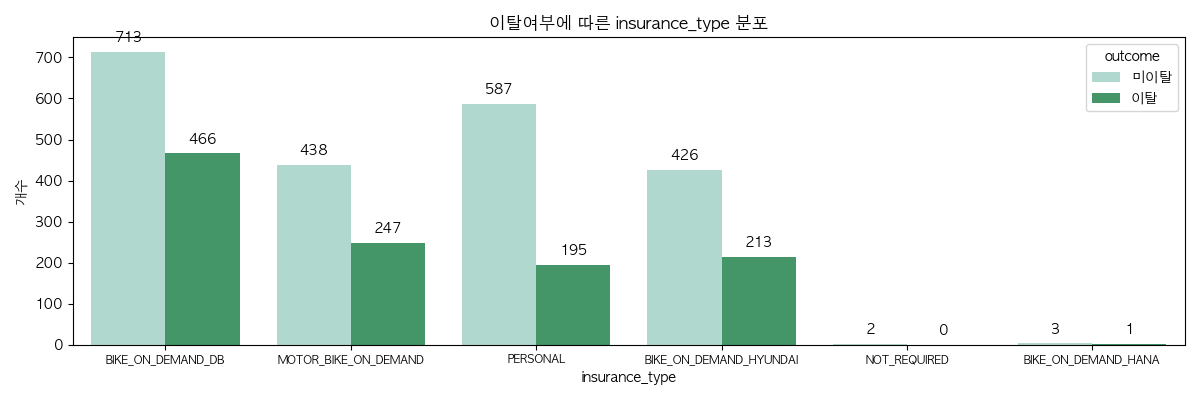 이탈여부에 따른 insurance_type 분포
outcome
미이탈
이탈
개수
700
600
500
400
300
200
100
0
713
466
438
247
587
195
426
213
2
0
3
1
BIKE_ON_DEMAND_DB
MOTOR_BIKE_ON_DEMAND
PERSONAL
BIKE_ON_DEMAND_HYUNDAI
NOT_REQUIRED
BIKE_ON_DEMAND_HANA
insurance_type